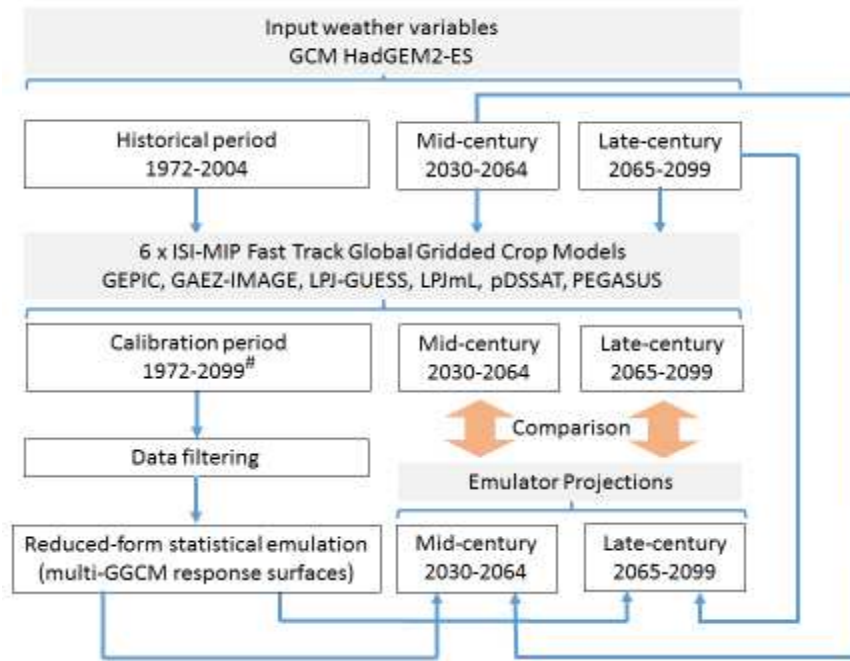 Input weather variables
GCM HadGEM2-ES
Historical period
1972-2004
Mid-century
2030-2064
Late-century
2065-2099
6 x ISI-MIP Fast Track Global Gridded Crop Models
GEPIC, GAEZ-IMAGE, LPJ-GUESS, LPJmL, pDSSAT, PEGASUS
Calibration period
1972-2099#
Mid-century
2030-2064
Late-century
2065-2099
Comparison
Data filtering
Emulator Projections
Reduced-form statistical emulation
(multi-GGCM response surfaces)
Mid-century
2030-2064
Late-century
2065-2099